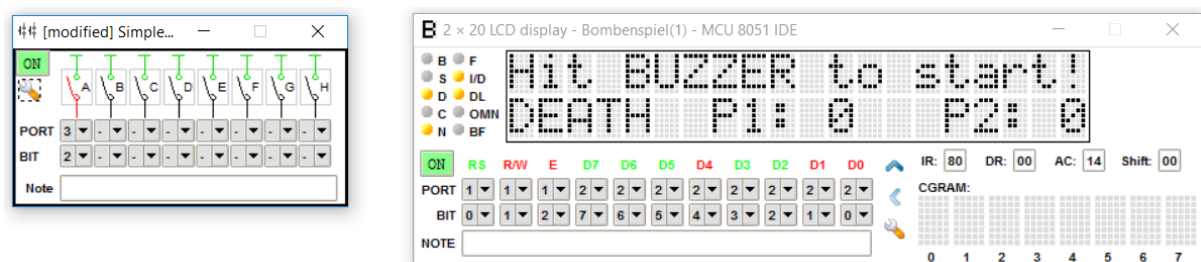 [modified] Simple...
ON
A B C D E F G H
PORT 3 - - - - - - -
BIT 2 - - - - - - -
Note
2 × 20 LCD display - Bombenspiel(1) - MCU 8051 IDE
B F
S I/D
D DL
C OMN
N BF
Hit BUZZER to start!
DEATH P1: 0 P2: 0
ON RS R/W E D7 D6 D5 D4 D3 D2 D1 D0
PORT 1 1 1 2 2 2 2 2 2 2 2
BIT 0 1 2 7 6 5 4 3 2 1 0
NOTE
IR: 80 DR: 00 AC: 14 Shift: 00
CGRAM:
0 1 2 3 4 5 6 7